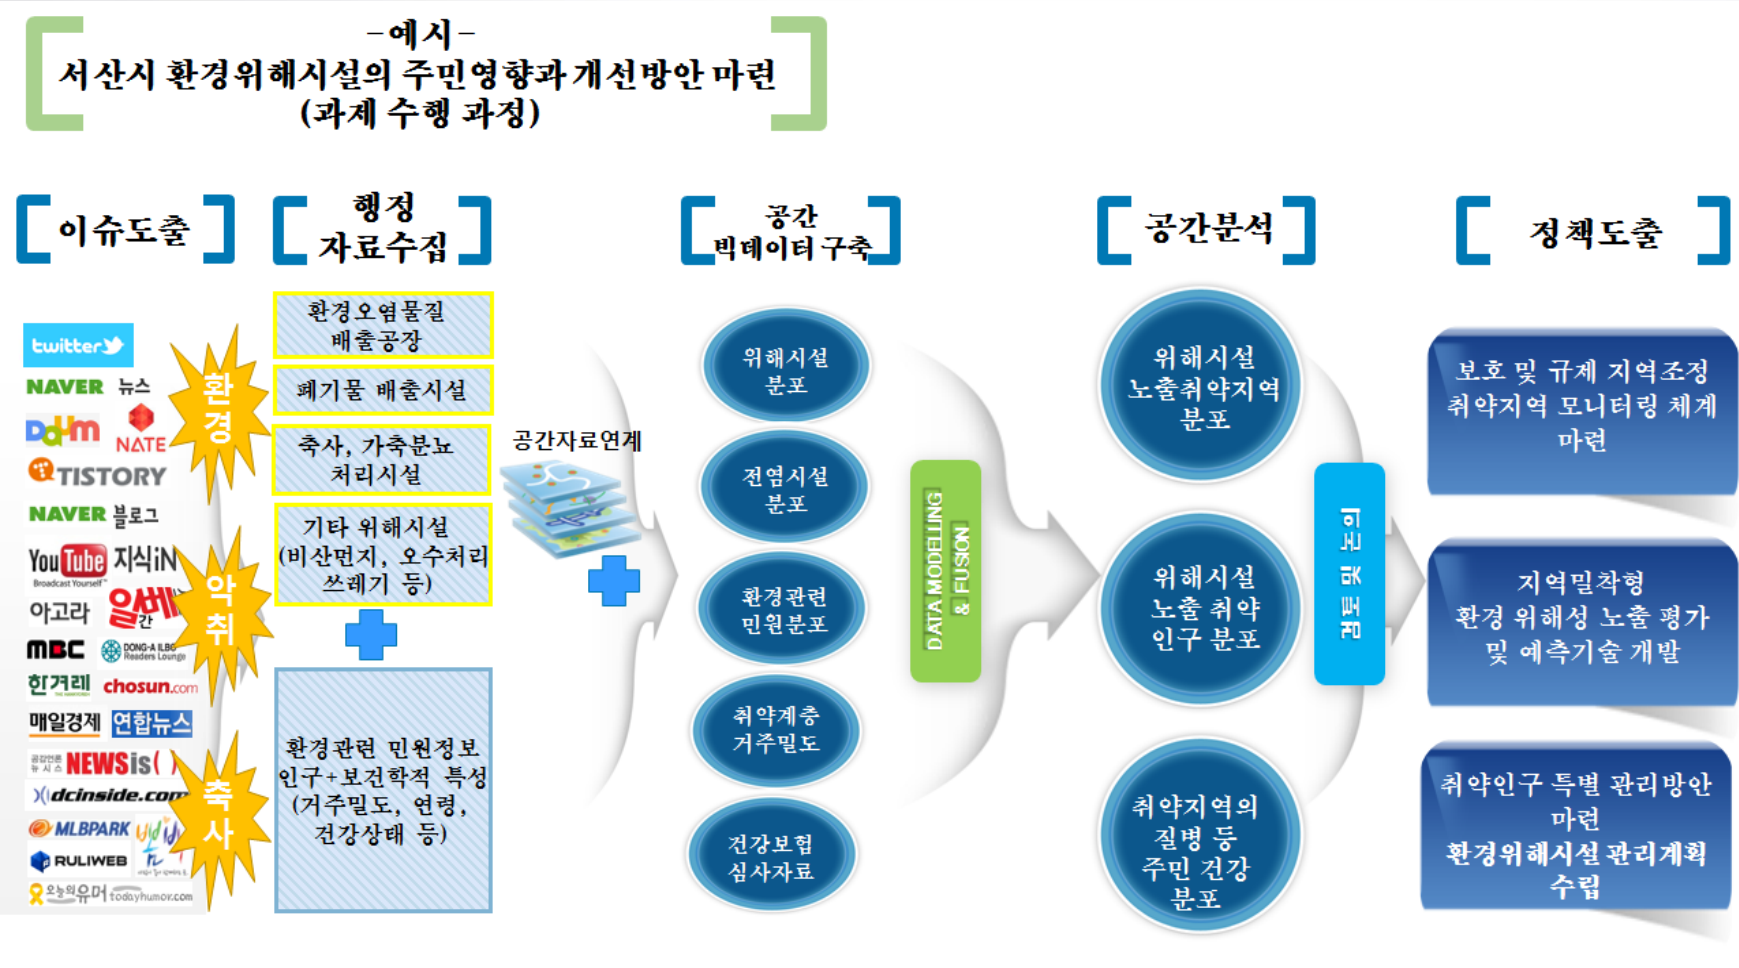 -예시-
서산시 환경위해시설의 주민영향과 개선방안 마련
(과제 수행 과정)
이슈도출
행정
자료수집
공간
빅데이터 구축
공간분석
정책도출
twitter
NAVER 뉴스
Daum
NATE
TISTORY
NAVER 블로그
YouTube 지식iN
Broadcast Yourself™
아고라
일베
간
MBC
DONG-A ILBO
Readers Lounge
한겨레
chosun.com
매일경제
연합뉴스
공감언론
뉴시스
NEWSis( )
dcinside.com
MLBPARK
RULIWEB
오늘의유머 todayhumor.com
환경
악취
축사
환경오염물질
배출공장
폐기물 배출시설
축사, 가축분뇨
처리시설
기타 위해시설
(비산먼지, 오수처리
쓰레기 등)
환경관련 민원정보
인구+보건학적 특성
(거주밀도, 연령,
건강상태 등)
공간자료연계
위해시설
분포
전염시설
분포
환경관련
민원분포
취약계층
거주밀도
건강보험
심사자료
DATA MODELLING
& FUSION
위해시설
노출취약지역
분포
위해시설
노출 취약
인구 분포
취약지역의
질병 등
주민 건강
분포
검토 및 논의
보호 및 규제 지역조정
취약지역 모니터링 체계
마련
지역밀착형
환경 위해성 노출 평가
및 예측기술 개발
취약인구 특별 관리방안
마련
환경위해시설 관리계획
수립